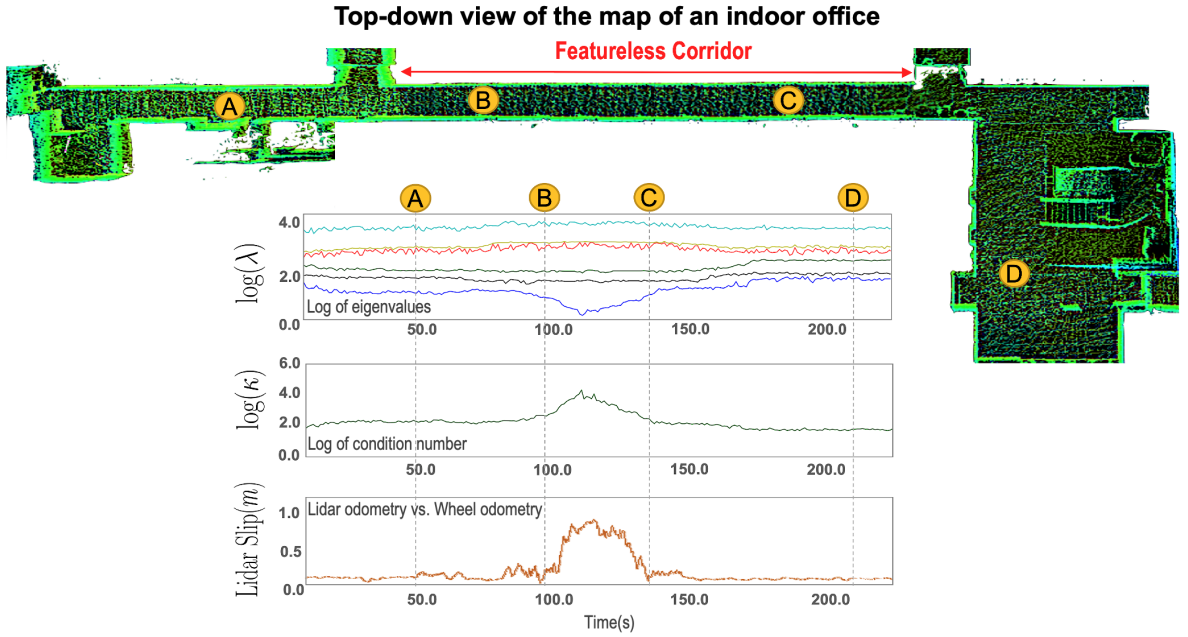 Top-down view of the map of an indoor office
Featureless Corridor
A
B
C
D
A B C D
log(λ)
4.0
2.0
0.0
Log of eigenvalues
50.0 100.0 150.0 200.0
log(κ)
6.0
4.0
2.0
0.0
Log of condition number
50.0 100.0 150.0 200.0
Lidar Slip(m)
Lidar odometry vs. Wheel odometry
1.0
0.5
0.0
50.0 100.0 150.0 200.0
Time(s)